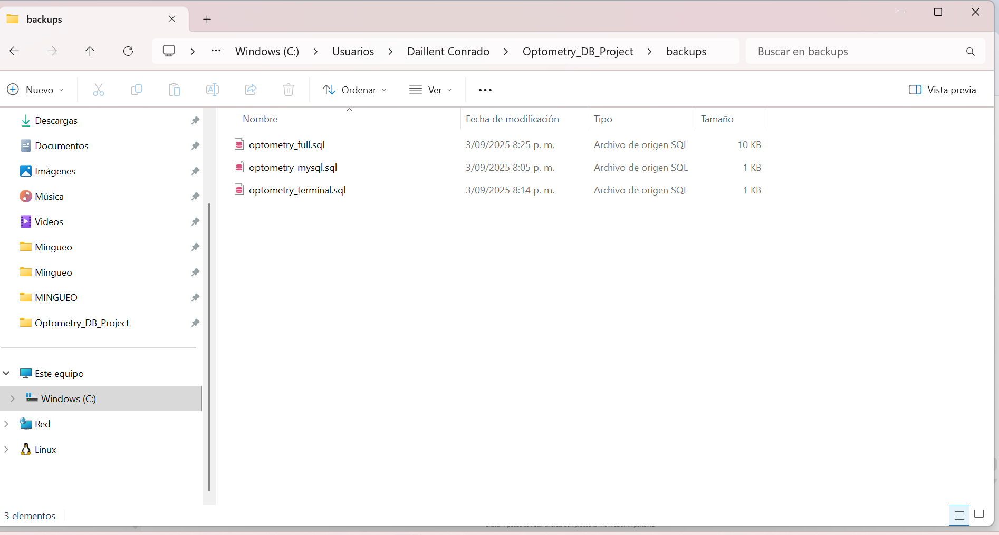 backups
Windows (C:) Usuarios Daillent Conrado Optometry_DB_Project backups
Buscar en backups
Nuevo
Ordenar
Ver
Vista previa
Descargas
Documentos
Imágenes
Música
Videos
Mingueo
Mingueo
MINGUEO
Optometry_DB_Project
Este equipo
Windows (C:)
Red
Linux
Nombre Fecha de modificación Tipo Tamaño
optometry_full.sql 3/09/2025 8:25 p. m. Archivo de origen SQL 10 KB
optometry_mysql.sql 3/09/2025 8:05 p. m. Archivo de origen SQL 1 KB
optometry_terminal.sql 3/09/2025 8:14 p. m. Archivo de origen SQL 1 KB
3 elementos